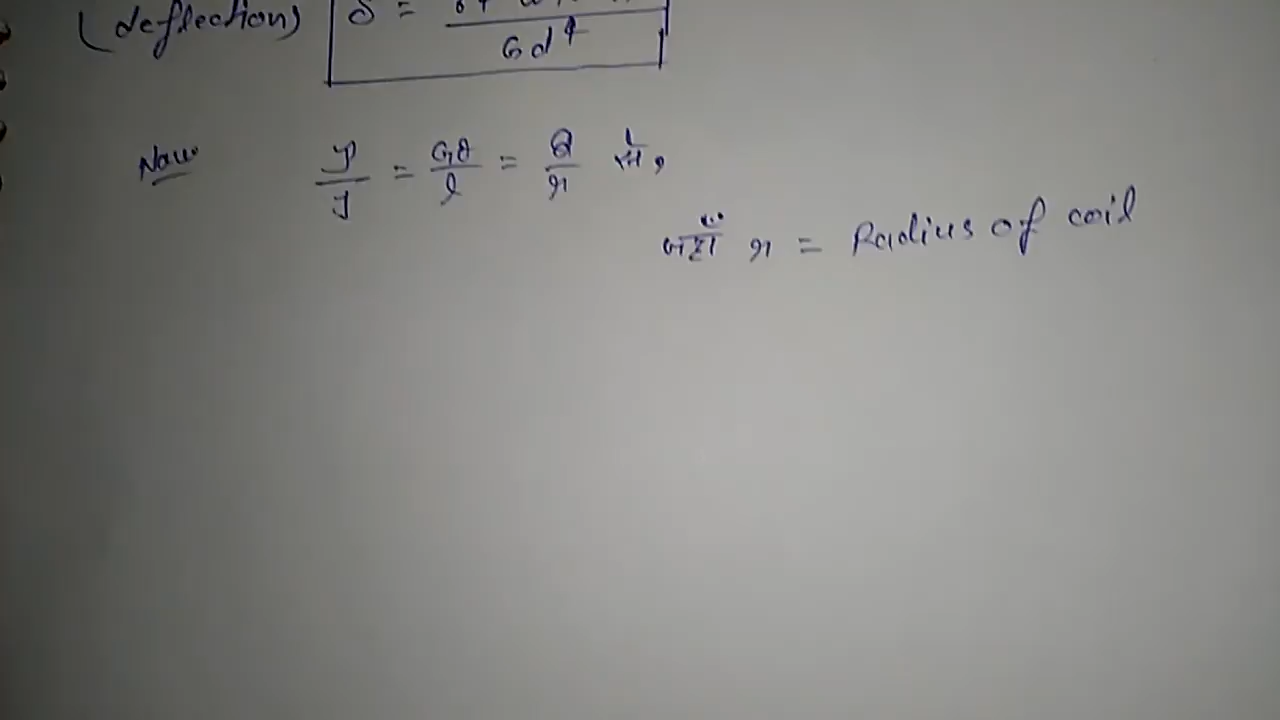 (deflection) δ =
Gd⁴
Now T/J = Gθ/l = q/r से,
जहाँ r = Radius of coil